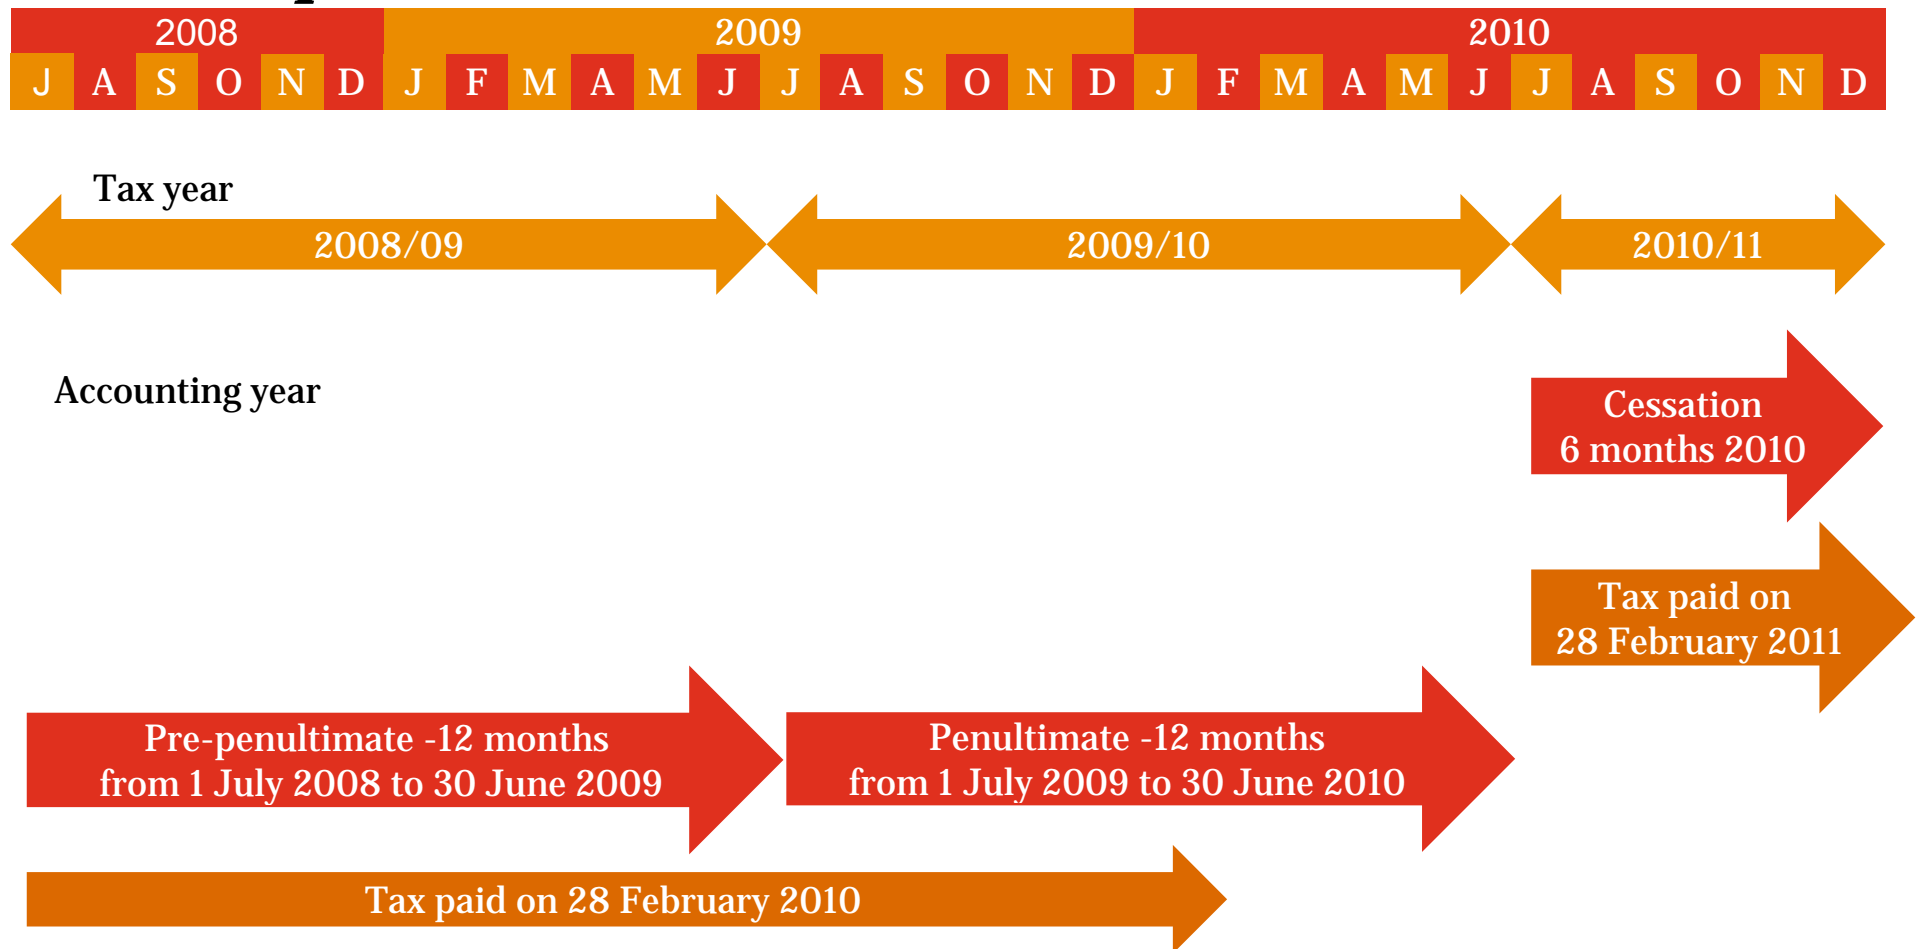 2008 2009 2010
J A S O N D J F M A M J J A S O N D J F M A M J J A S O N D
Tax year
2008/09 2009/10 2010/11
Accounting year
Cessation
6 months 2010
Tax paid on
28 February 2011
Pre-penultimate -12 months
from 1 July 2008 to 30 June 2009
Penultimate -12 months
from 1 July 2009 to 30 June 2010
Tax paid on 28 February 2010